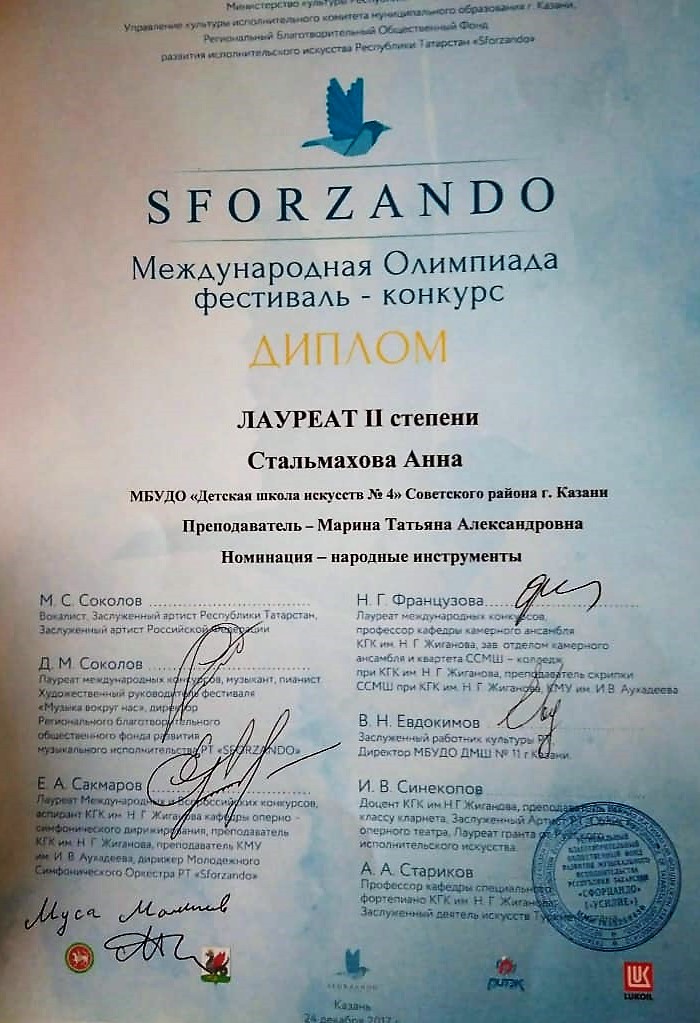 Министерство культуры
Управление культуры исполнительного комитета муниципального образования г. Казани,
Региональный Благотворительный Общественный Фонд
развития исполнительского искусства Республики Татарстан «Sforzando»
SFORZANDO
Международная Олимпиада
фестиваль - конкурс
ДИПЛОМ
ЛАУРЕАТ II степени
Стальмахова Анна
МБУДО «Детская школа искусств № 4» Советского района г. Казани
Преподаватель – Марина Татьяна Александровна
Номинация – народные инструменты
М. С. Соколов
Вокалист, Заслуженный артист Республики Татарстан,
Заслуженный артист Российской Федерации
Д. М. Соколов
Лауреат международных конкурсов, музыкант, пианист
Художественный руководитель фестиваля
«Музыка вокруг нас», директор
Регионального благотворительного
общественного фонда развития
музыкального исполнительства РТ «SFORZANDO»
Е. А. Сакмаров
Лауреат Международных и Всероссийских конкурсов,
аспирант КГК им. Н. Г. Жиганова кафедры оперно -
симфонического дирижирования, преподаватель
КГК им. Н. Г. Жиганова, преподаватель КМУ
им. И. В. Аухадеева, дирижер Молодежного
Симфонического Оркестра РТ «Sforzando»
Муса
Н. Г. Французова
Лауреат международных конкурсов,
профессор кафедры камерного ансамбля
КГК им. Н. Г. Жиганова, зав. отделом камерного
ансамбля и квартета ССМШ – колледж
при КГК им. Н. Г. Жиганова, преподаватель скрипки
ССМШ при КГК им. Н. Г. Жиганова, КМУ им. И.В. Аухадеева
В. Н. Евдокимов
Заслуженный работник культуры РТ
Директор МБУДО ДМШ № 11 г. Казани.
И. В. Синекопов
Доцент КГК им. Н.Г. Жиганова, преподаватель
классу кларнета, Заслуженный Артист РТ,
оперного театра, Лауреат гранта
исполнительского искусства.
А. А. Стариков
Профессор кафедры специального
фортепиано КГК им. Н. Г. Жиганова
Заслуженный деятель искусств
РЕСПУБЛИКИ ТАТАРСТАН
«СФОРЦАНДО»
(«УСИЛИЕ»)
SFORZANDO
РИТЭК
LUKOIL
Казань
24 декабря 2017 г.